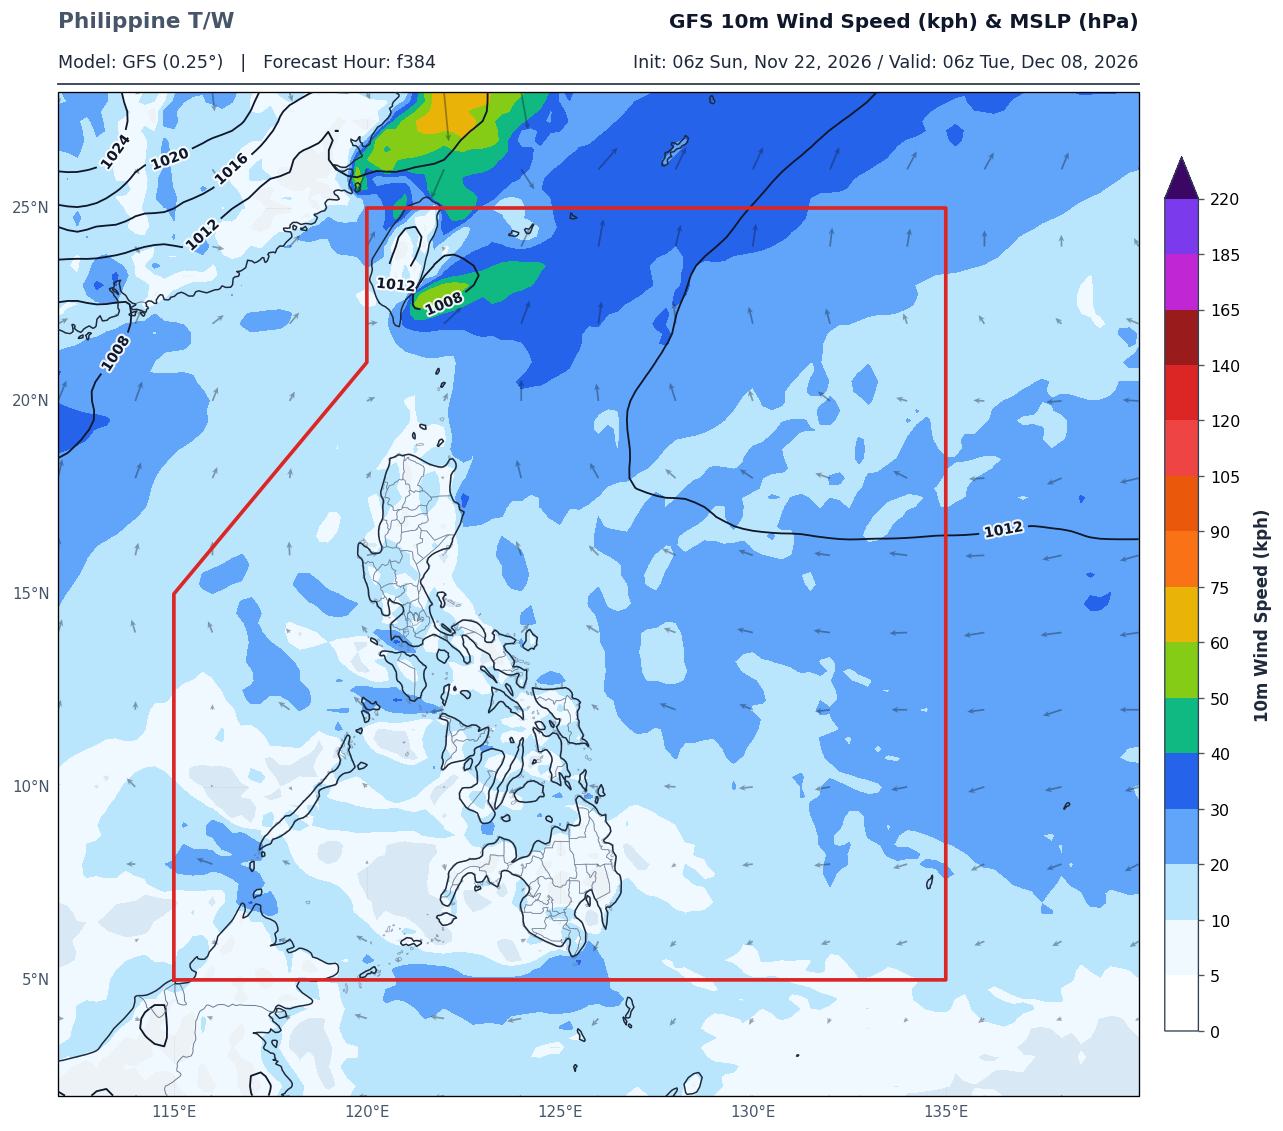 Philippine T/W
GFS 10m Wind Speed (kph) & MSLP (hPa)
Model: GFS (0.25°) | Forecast Hour: f384
Init: 06z Sun, Nov 22, 2026 / Valid: 06z Tue, Dec 08, 2026
1024
1020
1016
1012
1008
1012
1008
1012
25°N
20°N
15°N
10°N
5°N
115°E
120°E
125°E
130°E
135°E
220
185
165
140
120
105
90
75
60
50
40
30
20
10
5
0
10m Wind Speed (kph)